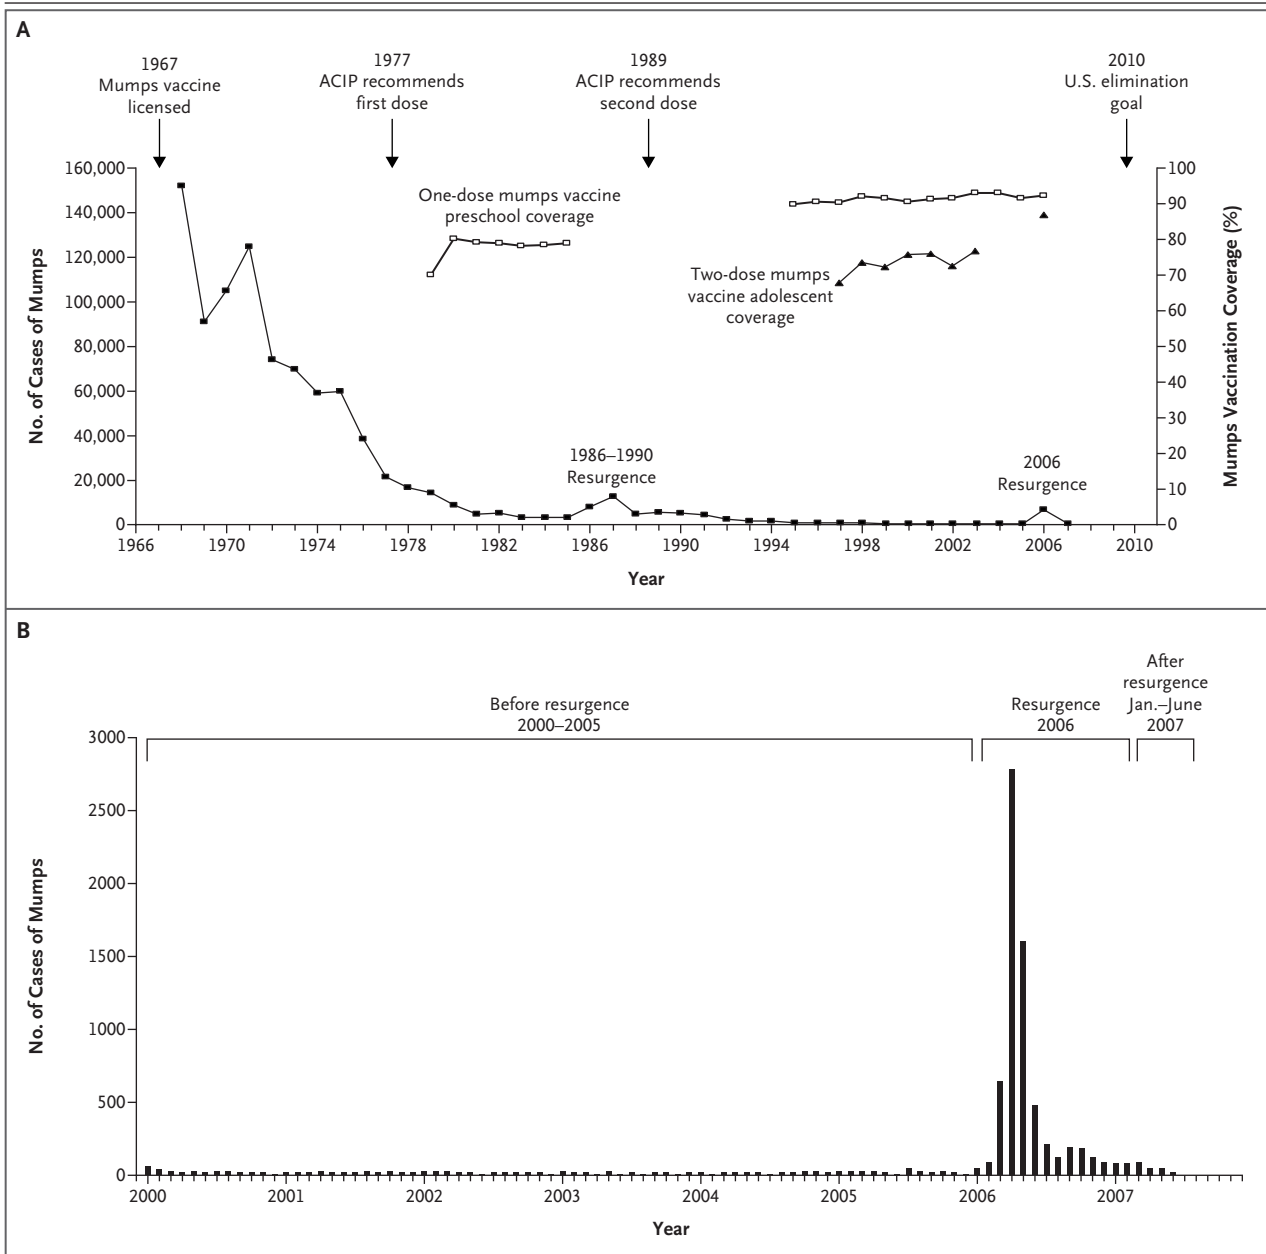 A
1967
Mumps vaccine
licensed
1977
ACIP recommends
first dose
1989
ACIP recommends
second dose
2010
U.S. elimination
goal
160,000
140,000
120,000
100,000
80,000
60,000
40,000
20,000
0
No. of Cases of Mumps
One-dose mumps vaccine
preschool coverage
Two-dose mumps
vaccine adolescent
coverage
1986–1990
Resurgence
2006
Resurgence
100
90
80
70
60
50
40
30
20
10
0
Mumps Vaccination Coverage (%)
1966 1970 1974 1978 1982 1986 1990 1994 1998 2002 2006 2010
Year
B
Before resurgence
2000–2005
Resurgence
2006
After
resurgence
Jan.–June
2007
3000
2500
2000
1500
1000
500
0
No. of Cases of Mumps
2000 2001 2002 2003 2004 2005 2006 2007
Year